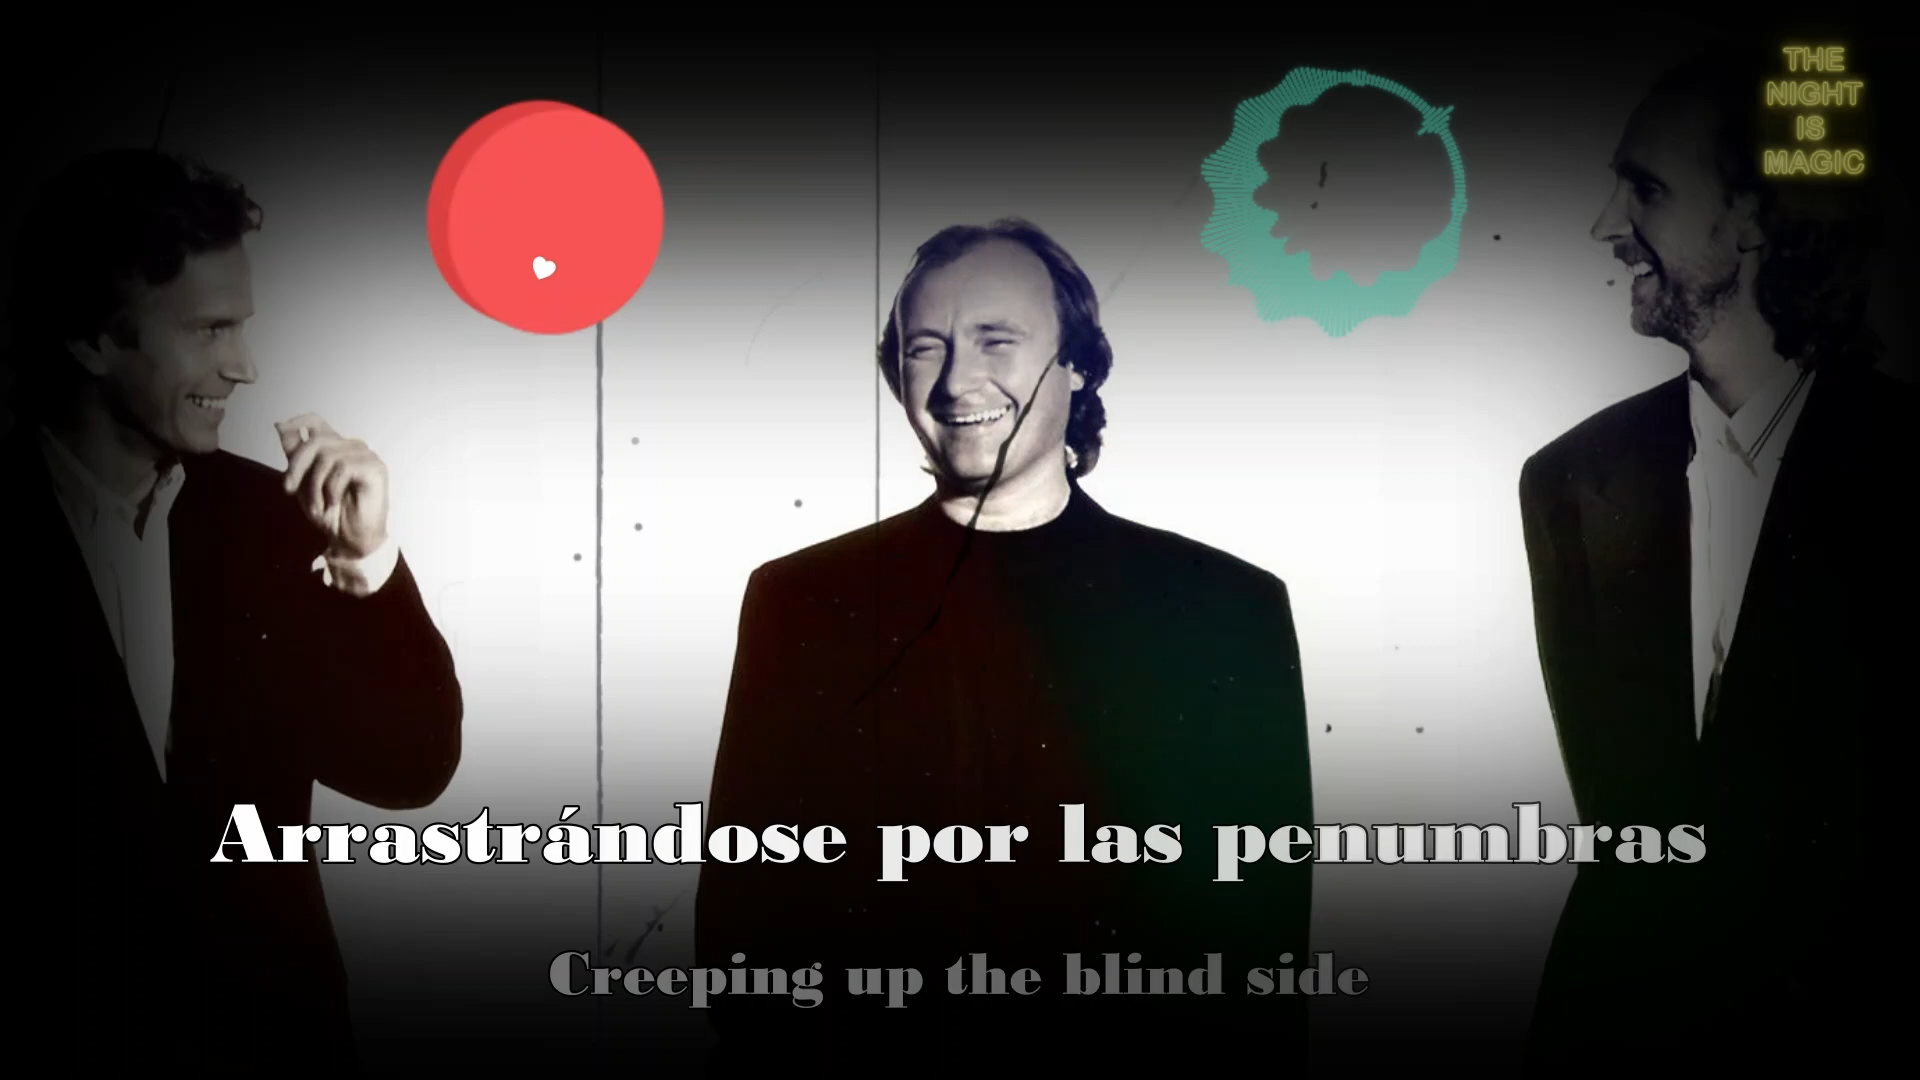 THE
NIGHT
IS
MAGIC
Arrastrándose por las penumbras
Creeping up the blind side